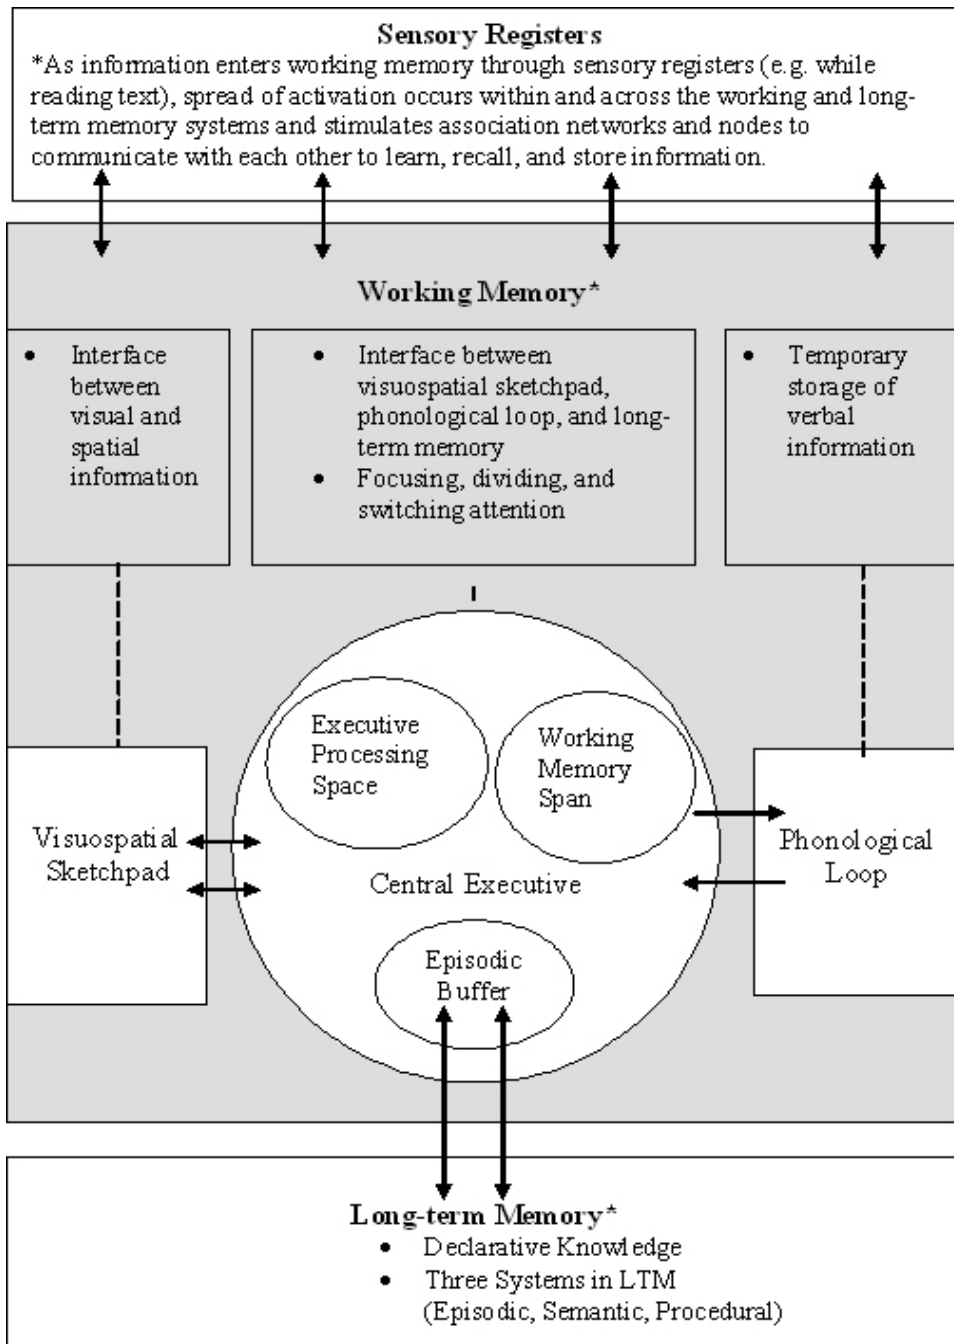 Sensory Registers
*As information enters working memory through sensory registers (e.g. while
reading text), spread of activation occurs within and across the working and long-
term memory systems and stimulates association networks and nodes to
communicate with each other to learn, recall, and store information.
Working Memory*
• Interface
between
visual and
spatial
information
• Interface between
visuospatial sketchpad,
phonological loop, and long-
term memory
• Focusing, dividing, and
switching attention
• Temporary
storage of
verbal
information
Executive
Processing
Space
Working
Memory
Span
Visuospatial
Sketchpad
Central Executive
Phonological
Loop
Episodic
Buffer
Long-term Memory*
• Declarative Knowledge
• Three Systems in LTM
(Episodic, Semantic, Procedural)